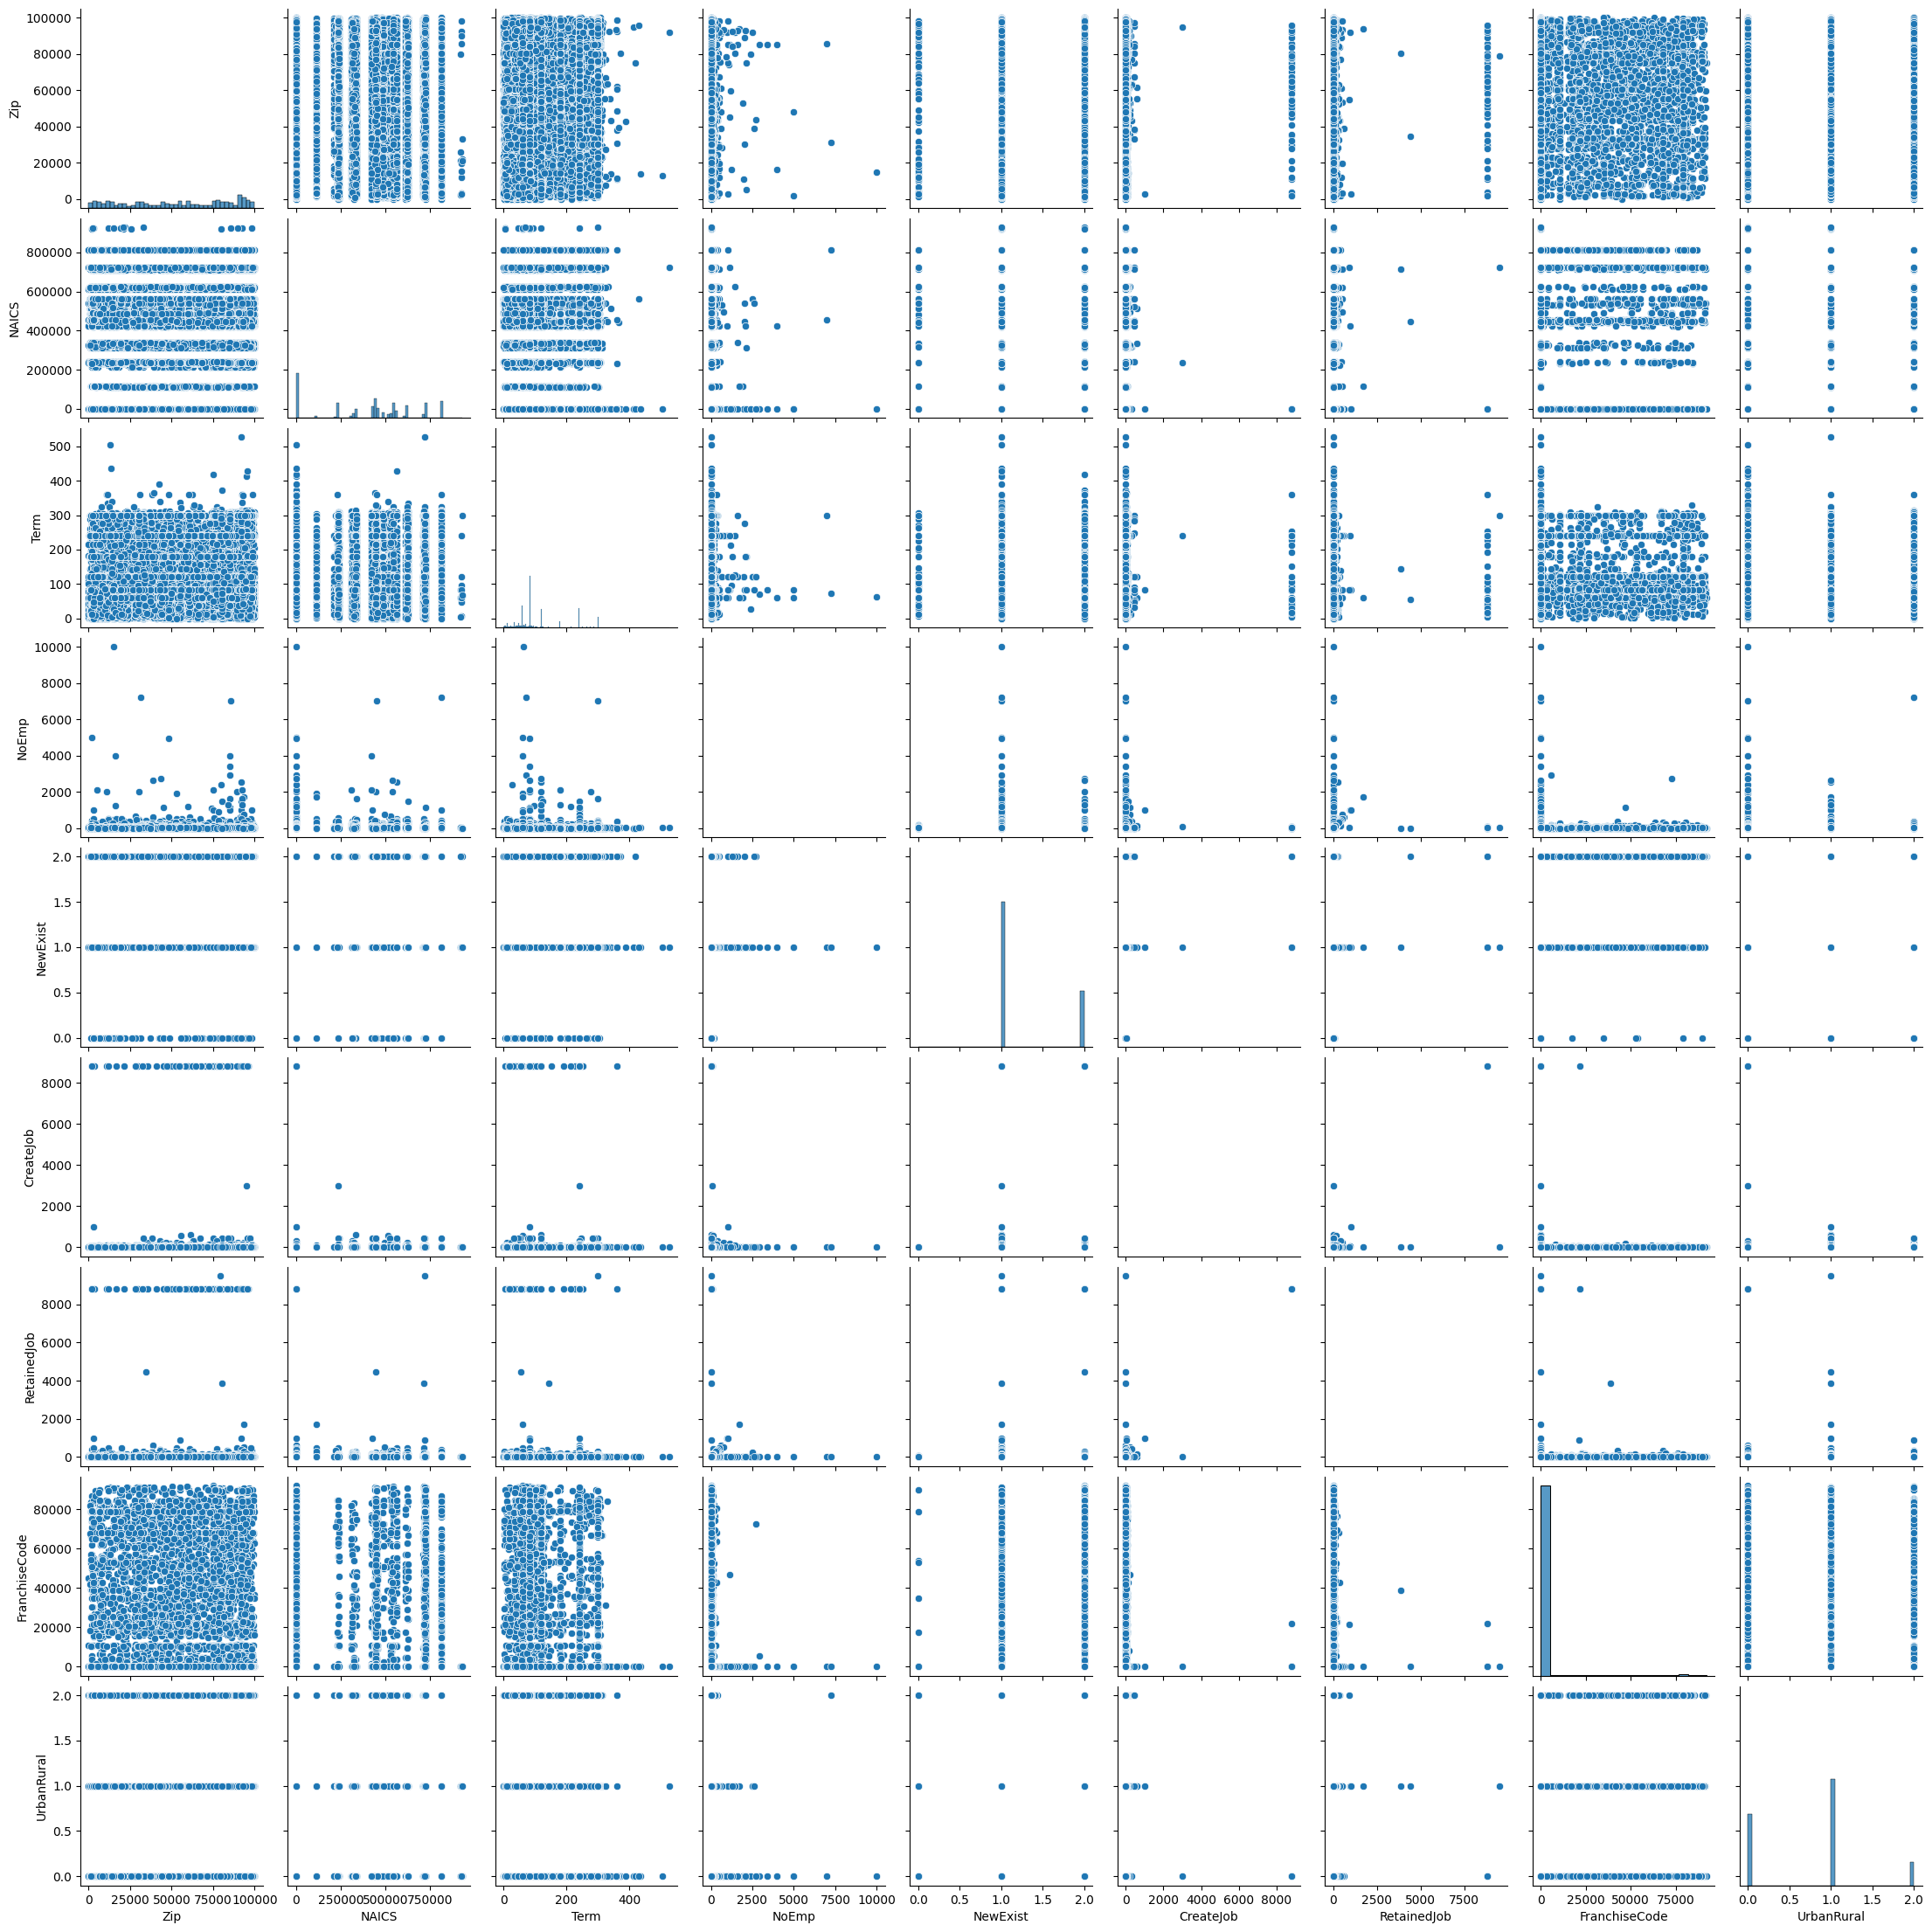 100000
80000
60000
40000
20000
0
Zip
800000
600000
400000
200000
0
NAICS
500
400
300
200
100
0
Term
10000
8000
6000
4000
2000
0
NoEmp
2.0
1.5
1.0
0.5
0.0
NewExist
8000
6000
4000
2000
0
CreateJob
8000
6000
4000
2000
0
RetainedJob
80000
60000
40000
20000
0
FranchiseCode
2.0
1.5
1.0
0.5
0.0
UrbanRural
0 25000 50000 75000 100000
0 250000 500000 750000
0 200 400
0 2500 5000 7500 10000
0.0 0.5 1.0 1.5 2.0
0 2000 4000 6000 8000
0 2500 5000 7500
0 25000 50000 75000
0.0 0.5 1.0 1.5 2.0
Zip NAICS Term NoEmp NewExist CreateJob RetainedJob FranchiseCode UrbanRural